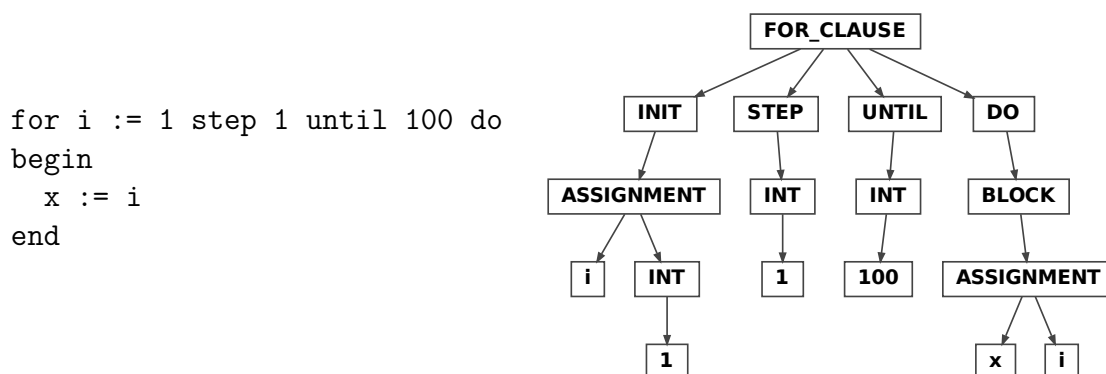 for i := 1 step 1 until 100 do
begin
  x := i
end
FOR_CLAUSE
INIT STEP UNTIL DO
ASSIGNMENT INT INT BLOCK
i INT 1 100 ASSIGNMENT
1 x i